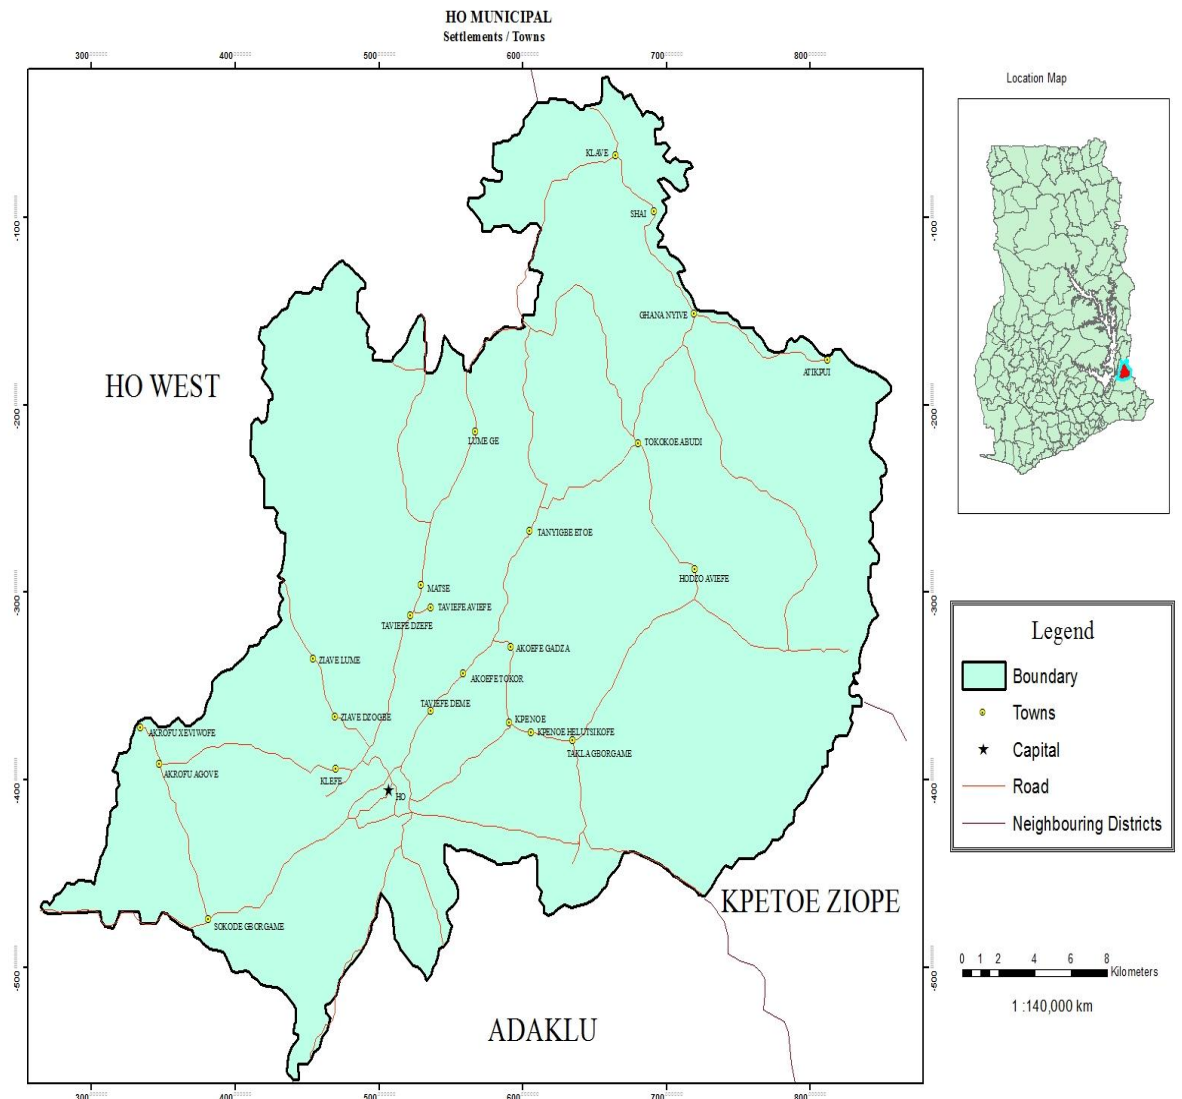 HO MUNICIPAL
Settlements / Towns
300 400 500 600 700 800
Location Map
KLAVE
SHAI
-100 -100
GHANA NYIVE
ATIKPUI
HO WEST
-200 -200
LUME GE
TOKOKOE ABUDI
TANYIGBE ETOE
HODZO AVIEFE
MATSE
-300 -300
TAVIEFE AVIEFE
TAVIEFE DZEFE
Legend
AKOEFE GADZA
ZIAVE LUME
Boundary
AKOEFE TOKOR
TAVIEFE DEME
Towns
ZIAVE DZOGBE
KPENOE
AKROFU XEVIWOFE
KPENOE HELUTSIKOFE
Capital
TAKLA GBORGAME
AKROFU AGOVE
KLEFE
-400 -400
Road
HO
Neighbouring Districts
KPETOE ZIOPE
SOKODE GBORGAME
-500 -500
0 1 2 4 6 8
Kilometers
1 :140,000 km
ADAKLU
300 400 500 600 700 800